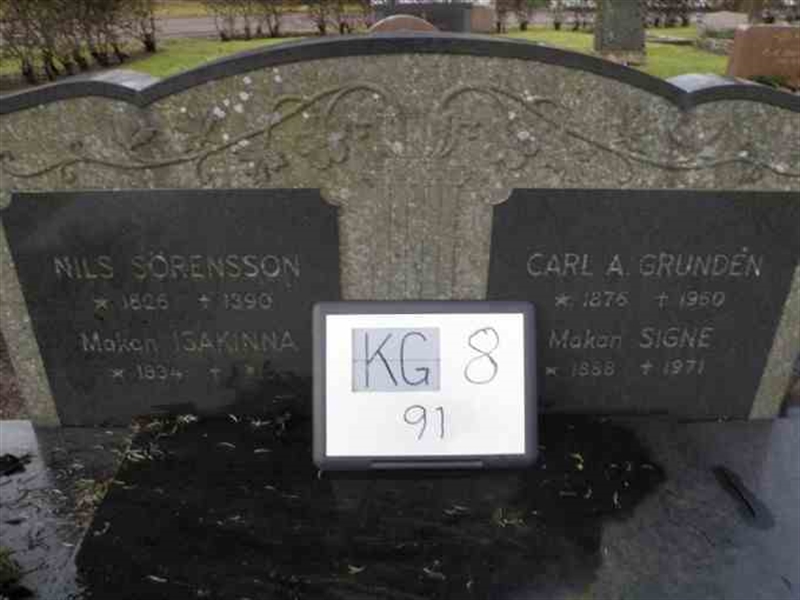 NILS SÖRENSSON
* 1826 + 1890
Makan ISAKINNA
* 1834 +
CARL A. GRUNDÉN
* 1876 + 1960
Makan SIGNE
* 1888 + 1971
KG 8
91